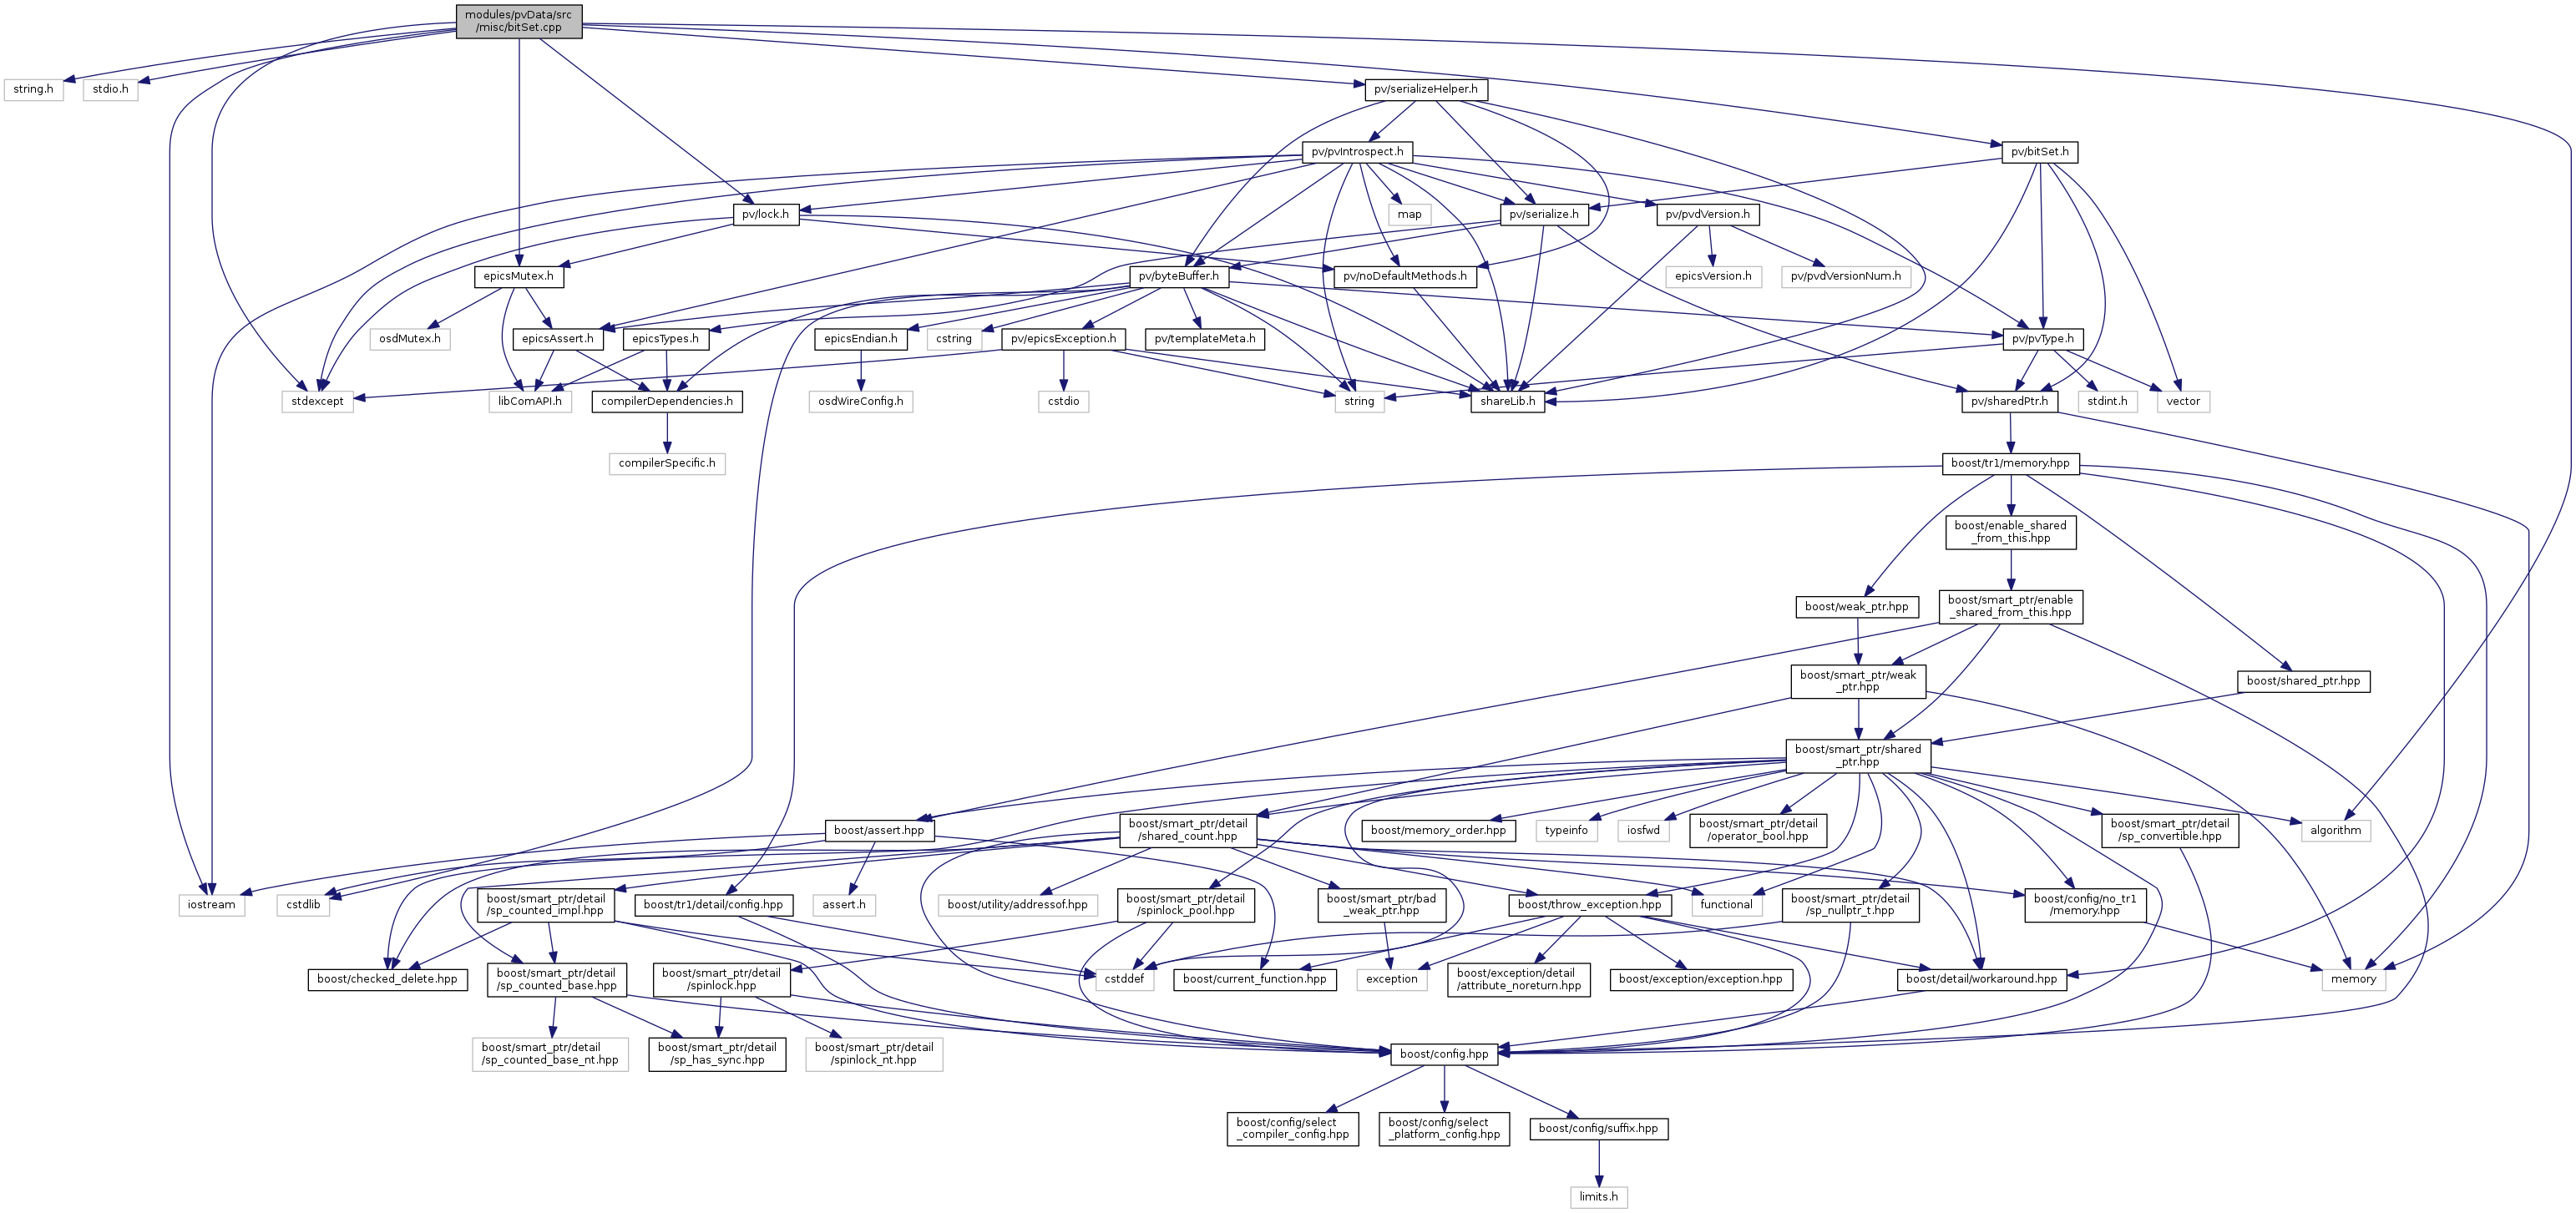 modules/pvData/src
/misc/bitSet.cpp
string.h
stdio.h
pv/serializeHelper.h
pv/pvIntrospect.h
pv/bitSet.h
pv/lock.h
map
pv/serialize.h
pv/pvdVersion.h
epicsMutex.h
pv/byteBuffer.h
pv/noDefaultMethods.h
epicsVersion.h
pv/pvdVersionNum.h
osdMutex.h
epicsAssert.h
epicsTypes.h
epicsEndian.h
cstring
pv/epicsException.h
pv/templateMeta.h
pv/pvType.h
stdexcept
libComAPI.h
compilerDependencies.h
osdWireConfig.h
cstdio
string
shareLib.h
pv/sharedPtr.h
stdint.h
vector
compilerSpecific.h
boost/tr1/memory.hpp
boost/enable_shared
_from_this.hpp
boost/weak_ptr.hpp
boost/smart_ptr/enable
_shared_from_this.hpp
boost/smart_ptr/weak
_ptr.hpp
boost/shared_ptr.hpp
boost/smart_ptr/shared
_ptr.hpp
boost/assert.hpp
boost/smart_ptr/detail
/shared_count.hpp
boost/memory_order.hpp
typeinfo
iosfwd
boost/smart_ptr/detail
/operator_bool.hpp
boost/smart_ptr/detail
/sp_convertible.hpp
algorithm
iostream
cstdlib
boost/smart_ptr/detail
/sp_counted_impl.hpp
boost/tr1/detail/config.hpp
assert.h
boost/utility/addressof.hpp
boost/smart_ptr/detail
/spinlock_pool.hpp
boost/smart_ptr/bad
_weak_ptr.hpp
boost/throw_exception.hpp
functional
boost/smart_ptr/detail
/sp_nullptr_t.hpp
boost/config/no_tr1
/memory.hpp
boost/checked_delete.hpp
boost/smart_ptr/detail
/sp_counted_base.hpp
boost/smart_ptr/detail
/spinlock.hpp
cstddef
boost/current_function.hpp
exception
boost/exception/detail
/attribute_noreturn.hpp
boost/exception/exception.hpp
boost/detail/workaround.hpp
memory
boost/smart_ptr/detail
/sp_counted_base_nt.hpp
boost/smart_ptr/detail
/sp_has_sync.hpp
boost/smart_ptr/detail
/spinlock_nt.hpp
boost/config.hpp
boost/config/select
_compiler_config.hpp
boost/config/select
_platform_config.hpp
boost/config/suffix.hpp
limits.h